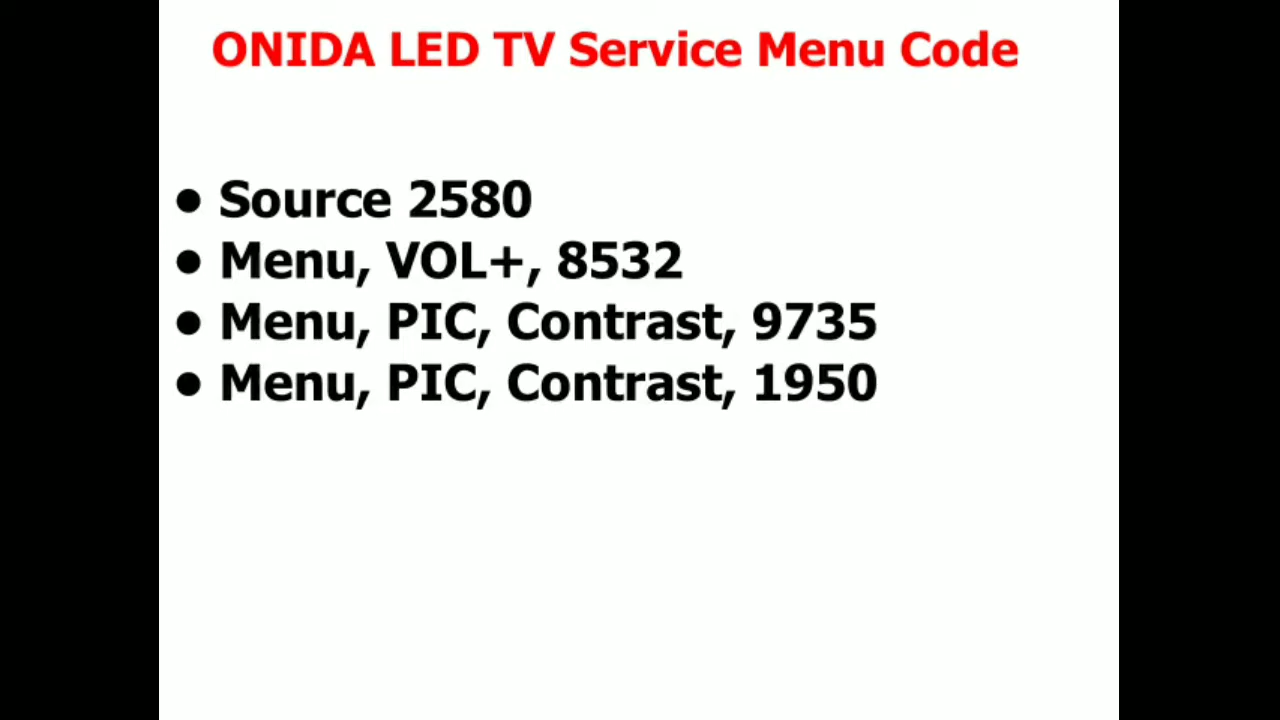 ONIDA LED TV Service Menu Code
• Source 2580
• Menu, VOL+, 8532
• Menu, PIC, Contrast, 9735
• Menu, PIC, Contrast, 1950